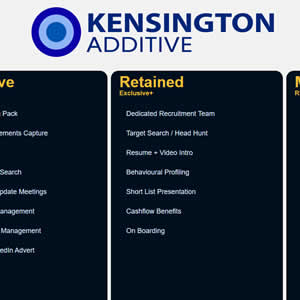 KENSINGTON
ADDITIVE
ve
Pack
ements Capture
Search
pdate Meetings
anagement
Management
edIn Advert
Retained
Exclusive+
Dedicated Recruitment Team
Target Search / Head Hunt
Resume + Video Intro
Behavioural Profiling
Short List Presentation
Cashflow Benefits
On Boarding